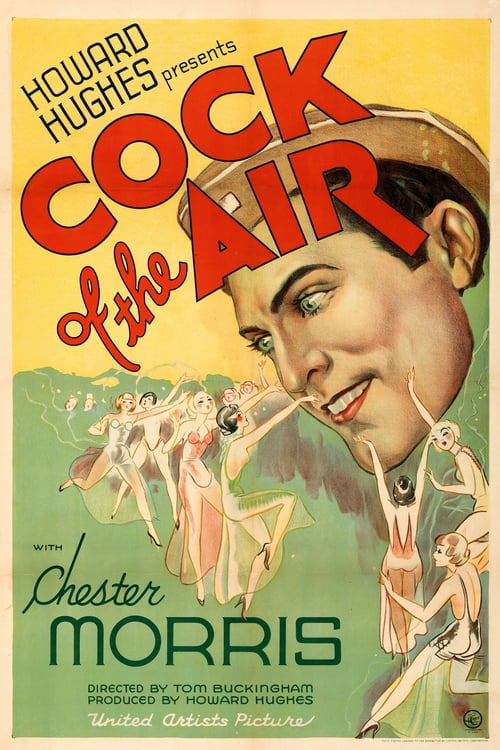 HOWARD
HUGHES presents
COCK
of the AIR
WITH
Chester
MORRIS
DIRECTED BY TOM BUCKINGHAM
PRODUCED BY HOWARD HUGHES
United Artists Picture